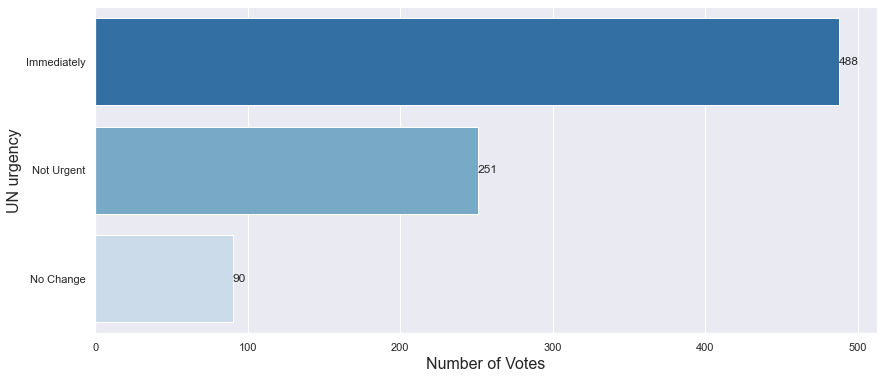 UN urgency
Immediately
488
Not Urgent
251
No Change
90
0 100 200 300 400 500
Number of Votes